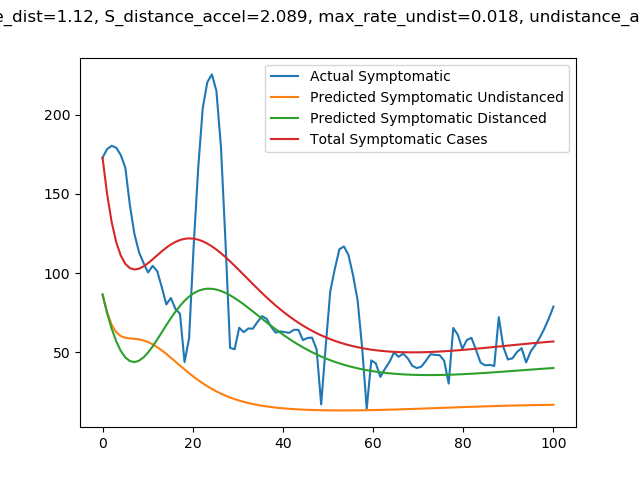 e_dist=1.12, S_distance_accel=2.089, max_rate_undist=0.018, undistance_a
Actual Symptomatic
Predicted Symptomatic Undistanced
Predicted Symptomatic Distanced
Total Symptomatic Cases
200
150
100
50
0 20 40 60 80 100